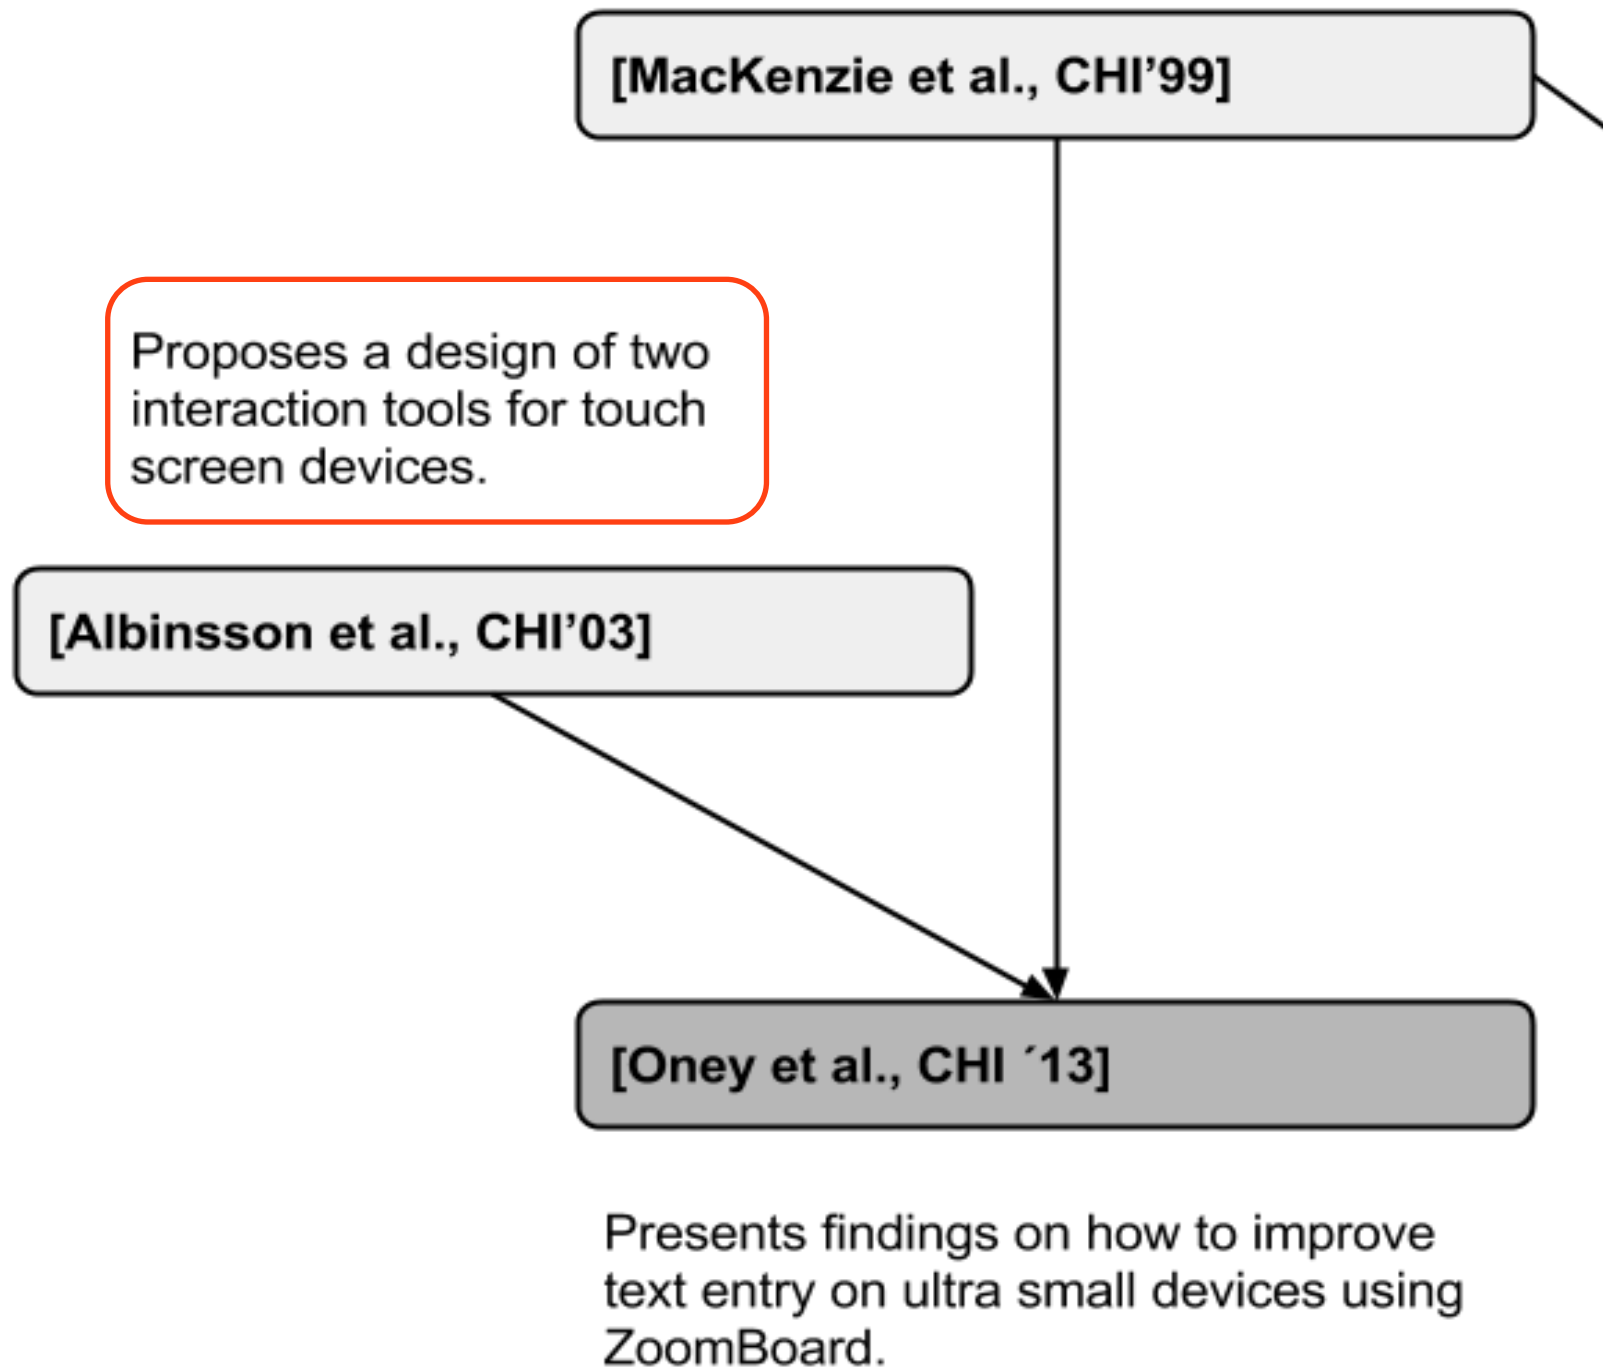 [MacKenzie et al., CHI’99]
Proposes a design of two
interaction tools for touch
screen devices.
[Albinsson et al., CHI’03]
[Oney et al., CHI ´13]
Presents findings on how to improve
text entry on ultra small devices using
ZoomBoard.